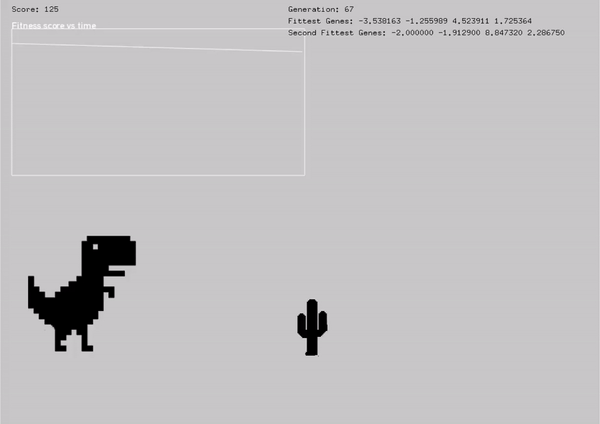 Score: 125
Generation: 67
Fittest Genes: -3.538163 -1.255989 4.523911 1.725364
Fitness score vs time
Second Fittest Genes: -2.000000 -1.912900 8.847320 2.286750